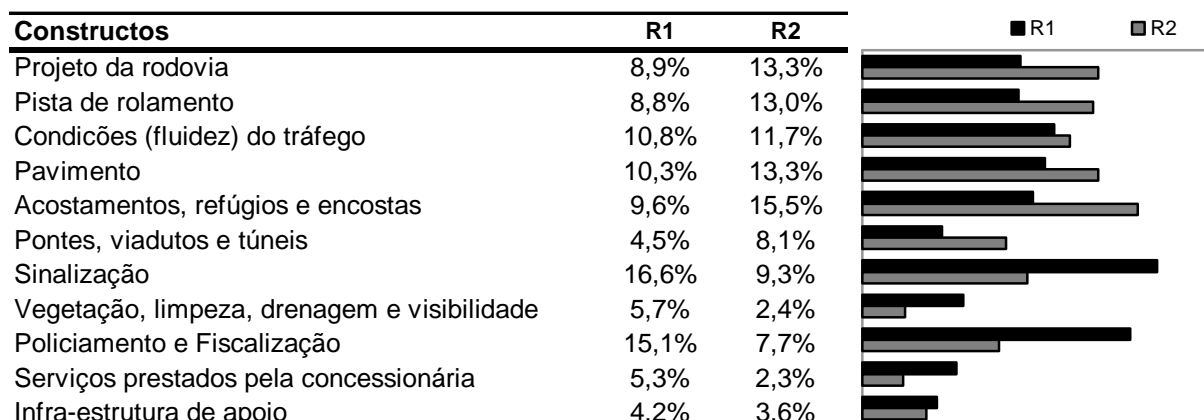 Constructos R1 R2 R1 R2
Projeto da rodovia 8,9% 13,3%
Pista de rolamento 8,8% 13,0%
Condicões (fluidez) do tráfego 10,8% 11,7%
Pavimento 10,3% 13,3%
Acostamentos, refúgios e encostas 9,6% 15,5%
Pontes, viadutos e túneis 4,5% 8,1%
Sinalização 16,6% 9,3%
Vegetação, limpeza, drenagem e visibilidade 5,7% 2,4%
Policiamento e Fiscalização 15,1% 7,7%
Serviços prestados pela concessionária 5,3% 2,3%
Infra-estrutura de apoio 4,2% 3,6%